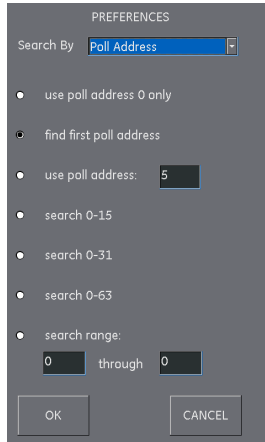 PREFERENCES
Search By Poll Address
use poll address 0 only
find first poll address
use poll address: 5
search 0-15
search 0-31
search 0-63
search range:
0 through 0
OK CANCEL